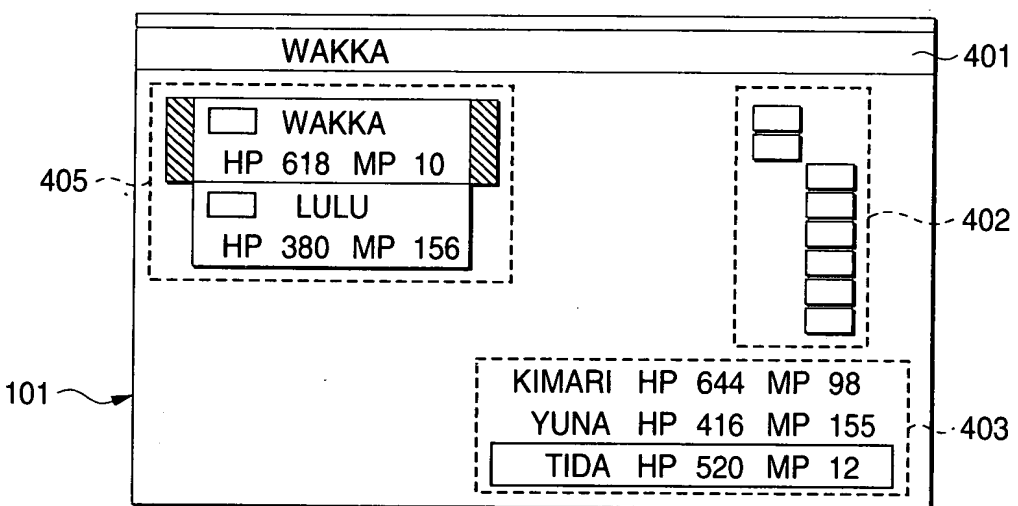 WAKKA
401
WAKKA
HP 618 MP 10
405
LULU
HP 380 MP 156
402
101
KIMARI HP 644 MP 98
YUNA HP 416 MP 155
403
TIDA HP 520 MP 12